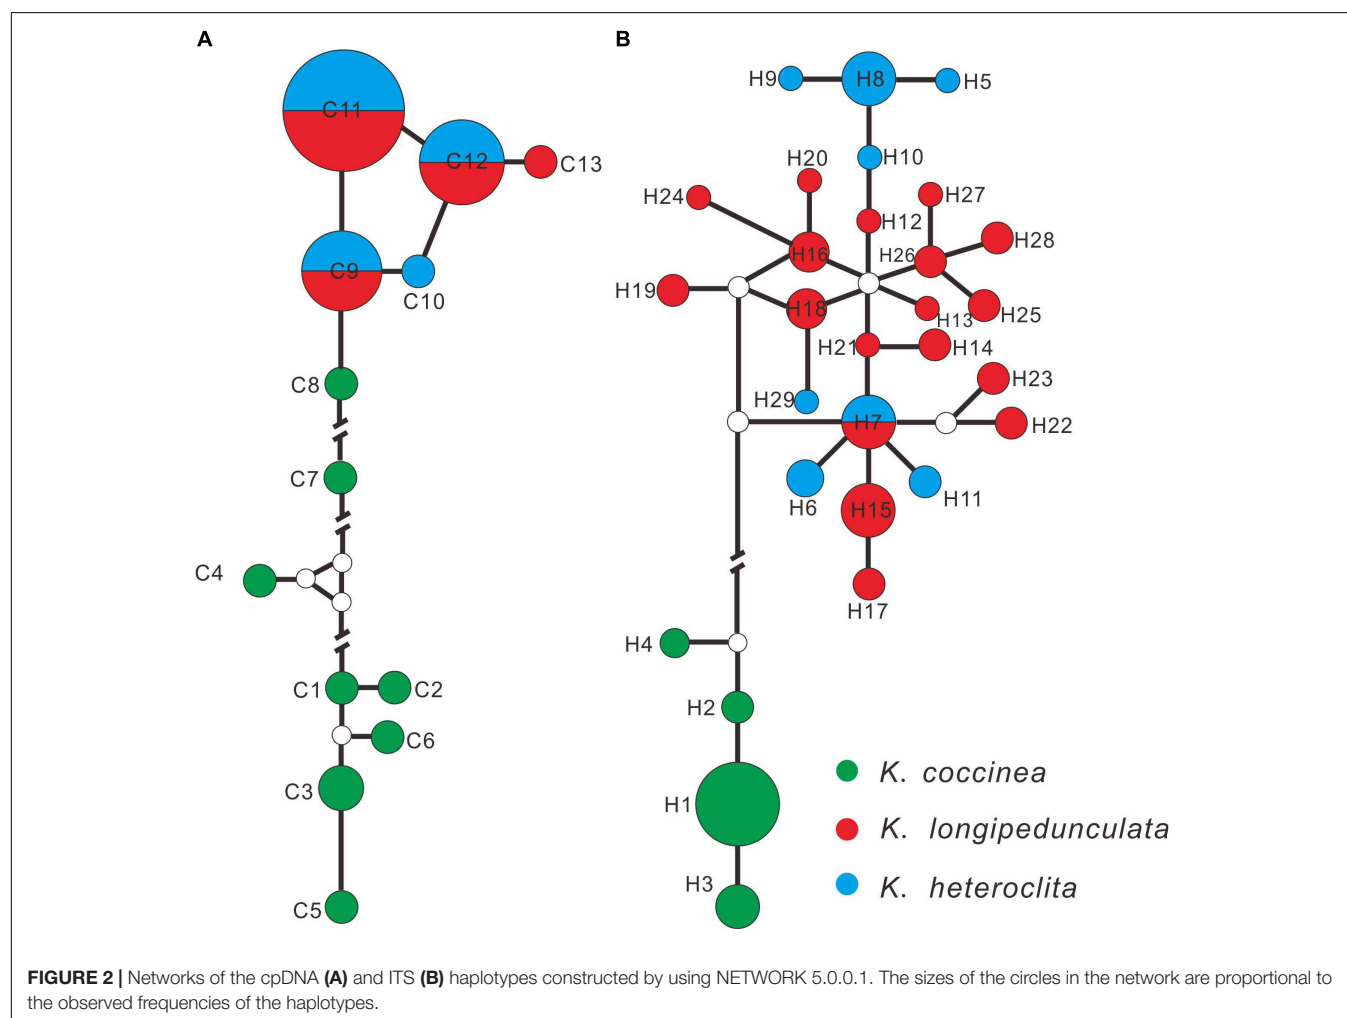 A
B
C11
C12
C13
C9
C10
C8
C7
C4
C1
C2
C6
C3
C5
H9
H8
H5
H10
H20
H24
H27
H12
H28
H16
H26
H19
H18
H13
H25
H21
H14
H23
H29
H7
H22
H6
H11
H15
H17
H4
H2
H1
H3
K. coccinea
K. longipedunculata
K. heteroclita
FIGURE 2 | Networks of the cpDNA (A) and ITS (B) haplotypes constructed by using NETWORK 5.0.0.1. The sizes of the circles in the network are proportional to
the observed frequencies of the haplotypes.